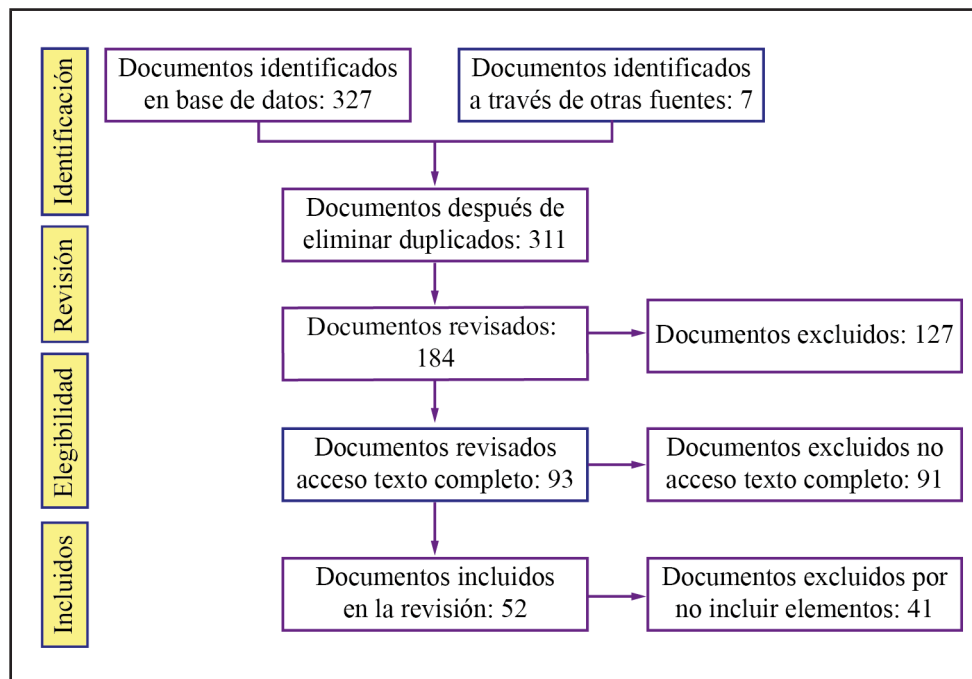 Identificación
Documentos identificados
en base de datos: 327
Documentos identificados
a través de otras fuentes: 7
Documentos después de
eliminar duplicados: 311
Revisión
Documentos revisados:
184
Documentos excluidos: 127
Elegibilidad
Documentos revisados
acceso texto completo: 93
Documentos excluidos no
acceso texto completo: 91
Incluidos
Documentos incluidos
en la revisión: 52
Documentos excluidos por
no incluir elementos: 41